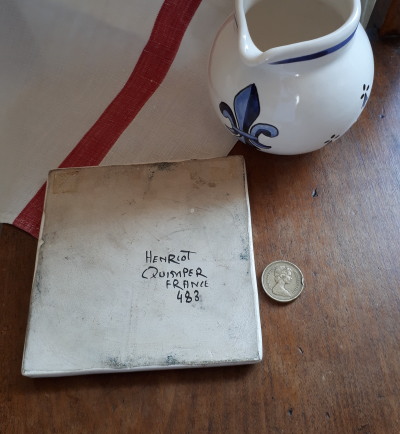 HENRIOT
QUIMPER
FRANCE
483